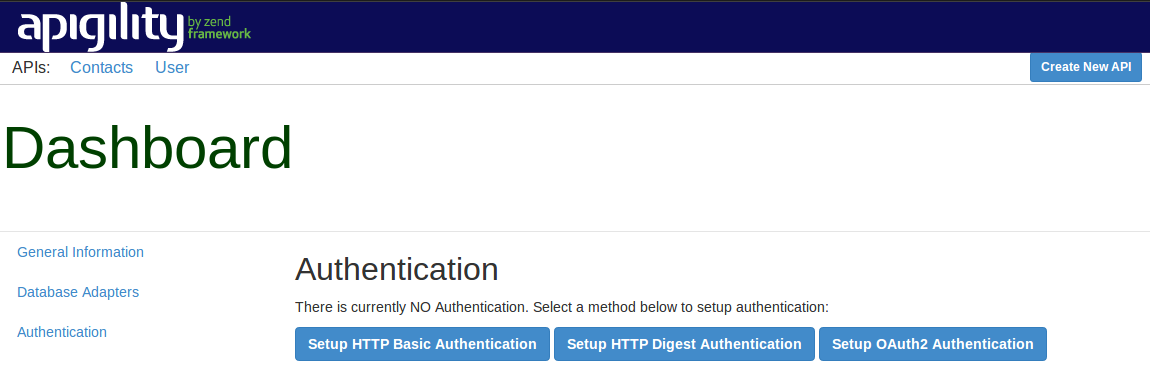 apigility by zend framework
APIs: Contacts User Create New API
Dashboard
General Information
Database Adapters
Authentication
Authentication
There is currently NO Authentication. Select a method below to setup authentication:
Setup HTTP Basic Authentication Setup HTTP Digest Authentication Setup OAuth2 Authentication